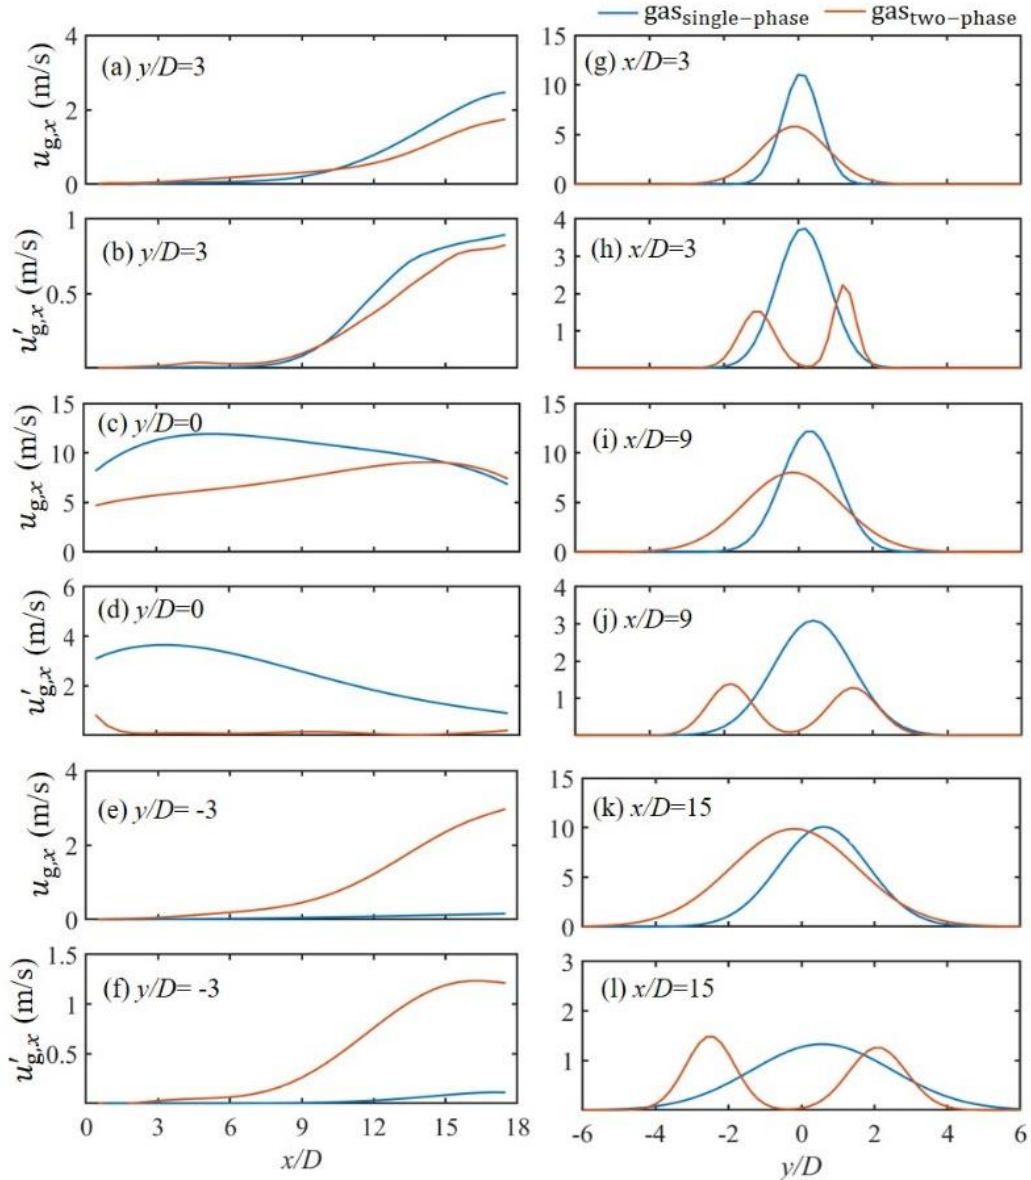 gas_single−phase gas_two−phase
4
(a) y/D=3
2
0
u_g,x (m/s)
15
(g) x/D=3
10
5
0
1
(b) y/D=3
0.5
u′_g,x (m/s)
4
(h) x/D=3
3
2
1
15
(c) y/D=0
10
5
0
u_g,x (m/s)
15
(i) x/D=9
10
5
0
6
(d) y/D=0
4
2
u′_g,x (m/s)
4
(j) x/D=9
3
2
1
4
(e) y/D= -3
2
0
u_g,x (m/s)
15
(k) x/D=15
10
5
0
1.5
(f) y/D= -3
1
0.5
u′_g,x (m/s)
3
(l) x/D=15
2
1
0 3 6 9 12 15 18
x/D
-6 -4 -2 0 2 4 6
y/D